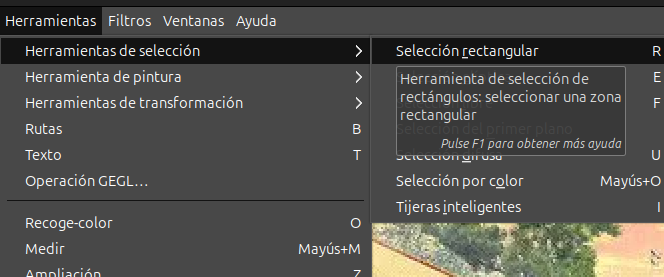 Herramientas Filtros Ventanas Ayuda
Herramientas de selección
Herramienta de pintura
Herramientas de transformación
Rutas B
Texto T
Operación GEGL...
Recoge-color O
Medir Mayús+M
Ampliación Z
Selección rectangular R
E
F
Herramienta de selección de
rectángulos: seleccionar una zona
rectangular
Selección del primer plano
Pulse F1 para obtener más ayuda
Selección difusa U
Selección por color Mayús+O
Tijeras inteligentes I